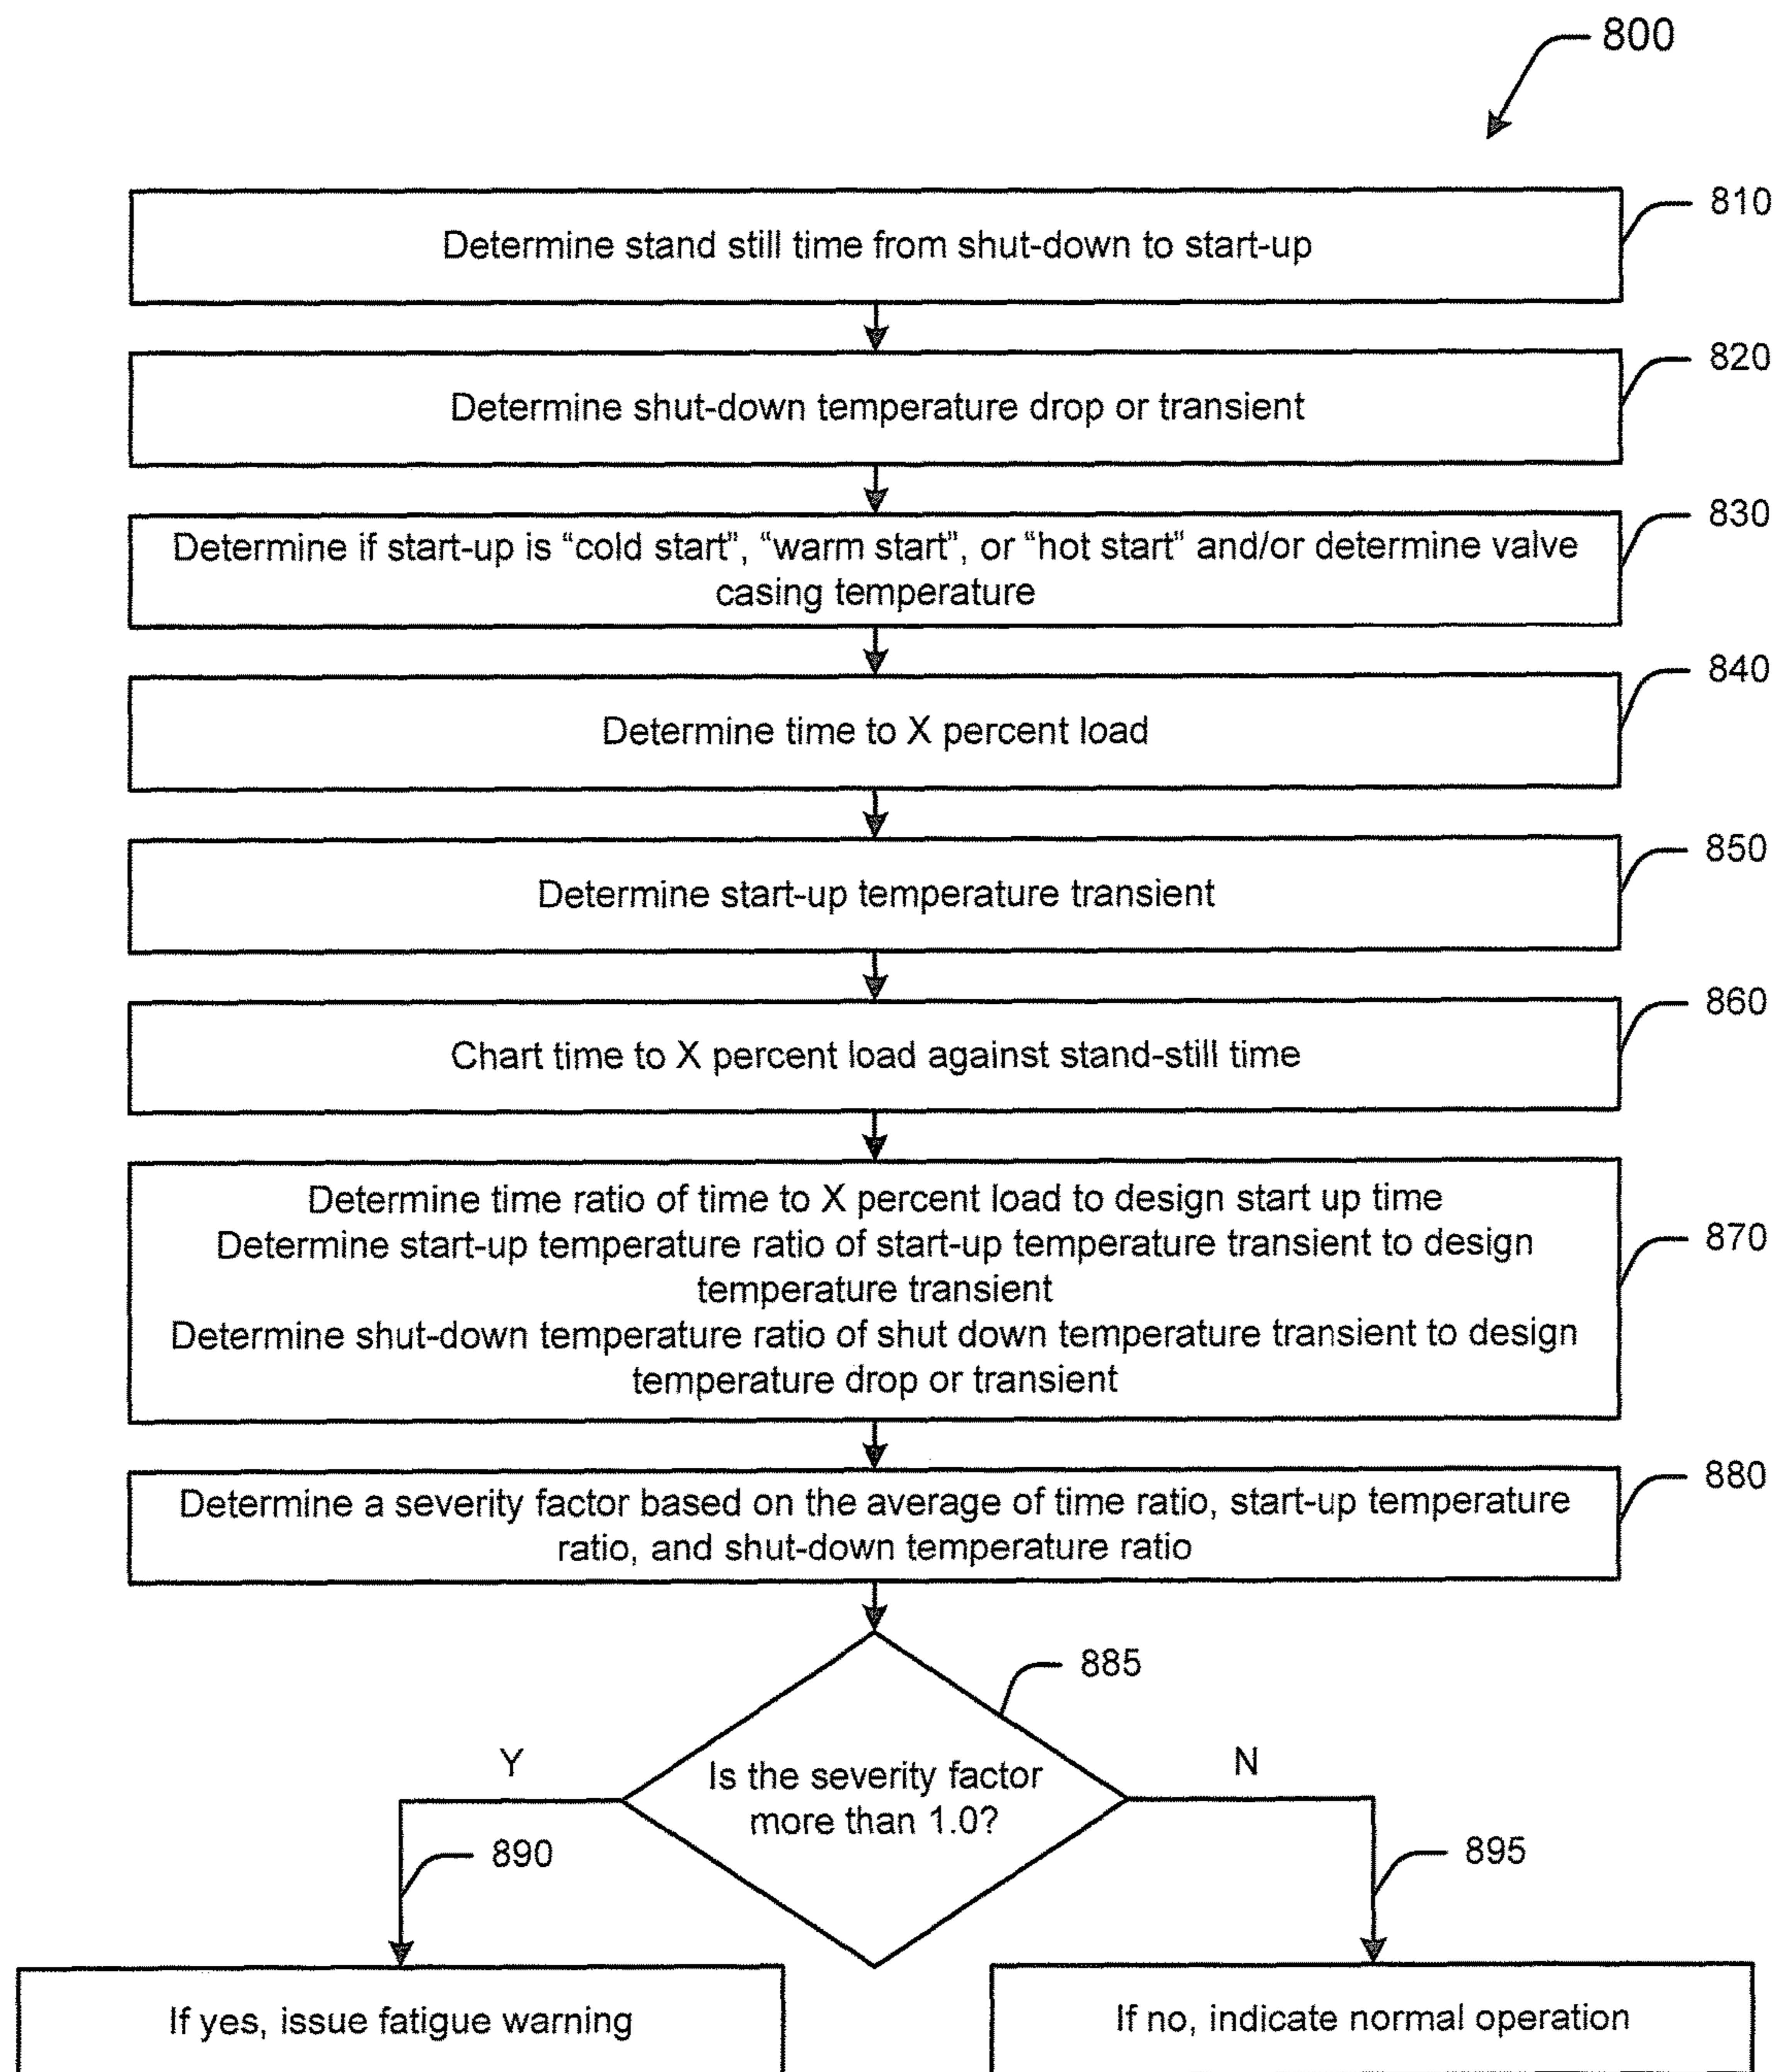 800
810
Determine stand still time from shut-down to start-up
820
Determine shut-down temperature drop or transient
830
Determine if start-up is “cold start”, “warm start”, or “hot start” and/or determine valve
casing temperature
840
Determine time to X percent load
850
Determine start-up temperature transient
860
Chart time to X percent load against stand-still time
870
Determine time ratio of time to X percent load to design start up time
Determine start-up temperature ratio of start-up temperature transient to design
temperature transient
Determine shut-down temperature ratio of shut down temperature transient to design
temperature drop or transient
880
Determine a severity factor based on the average of time ratio, start-up temperature
ratio, and shut-down temperature ratio
885
Is the severity factor
more than 1.0?
Y
N
890
895
If yes, issue fatigue warning
If no, indicate normal operation